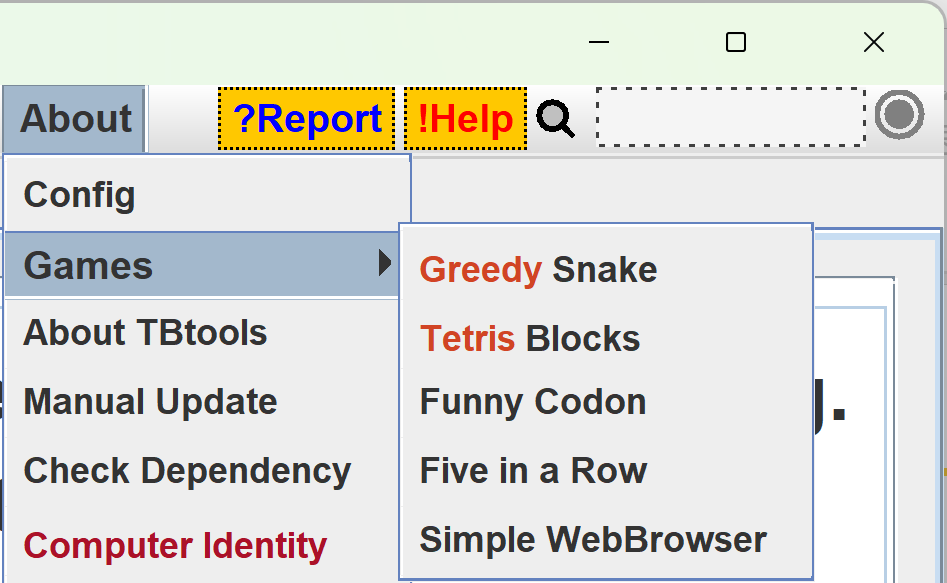 About
?Report
!Help
Config
Games
About TBtools
Manual Update
Check Dependency
Computer Identity
Greedy Snake
Tetris Blocks
Funny Codon
Five in a Row
Simple WebBrowser